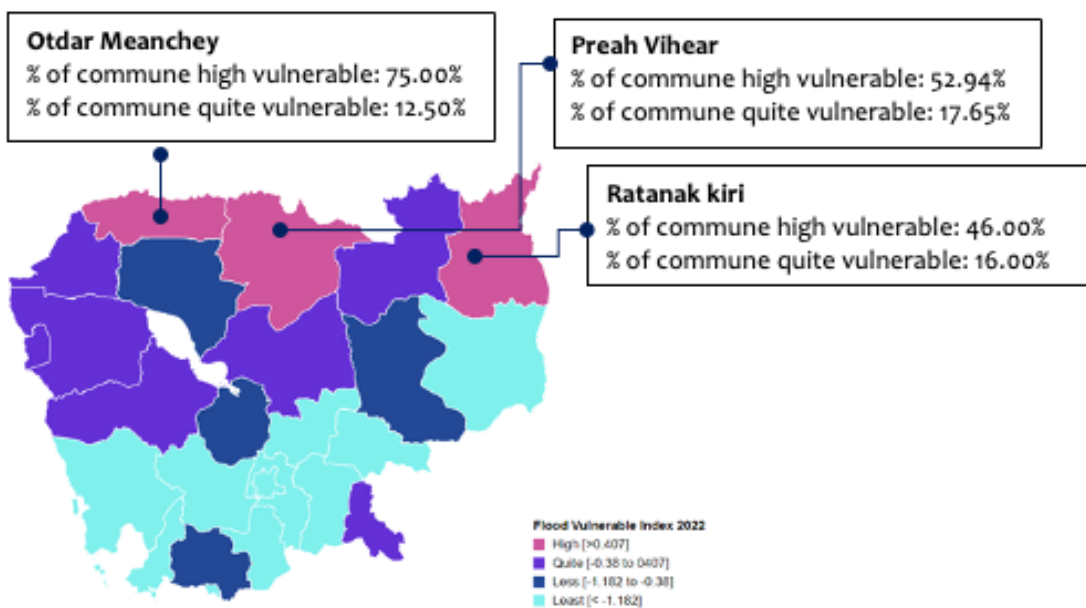 Otdar Meanchey
% of commune high vulnerable: 75.00%
% of commune quite vulnerable: 12.50%
Preah Vihear
% of commune high vulnerable: 52.94%
% of commune quite vulnerable: 17.65%
Ratanak kiri
% of commune high vulnerable: 46.00%
% of commune quite vulnerable: 16.00%
Flood Vulnerable Index 2022
High [>0.407]
Quite [-0.38 to 0407]
Less [-1.182 to -0.38]
Least [< -1.182]